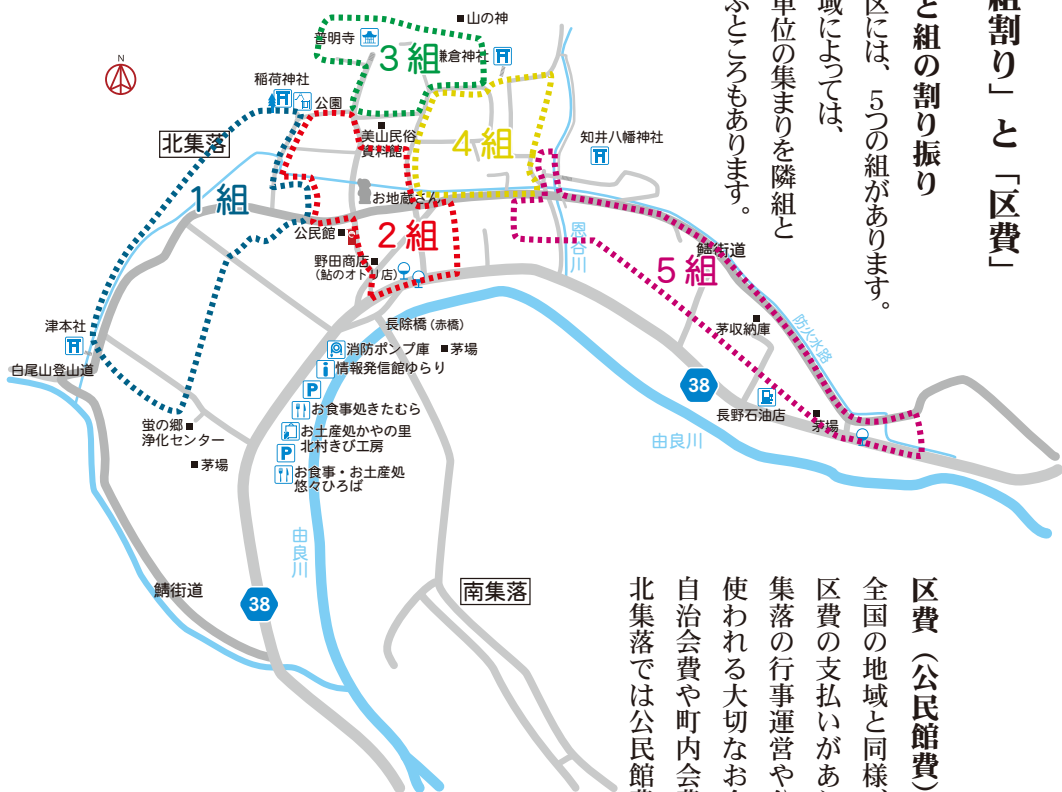 組割り」と「区費」
と組の割り振り
区には、5つの組があります。
域によっては、
単位の集まりを隣組と
ぶところもあります。
N
山の神
普明寺
3組
鎌倉神社
稲荷神社
公園
北集落
美山民俗
資料館
4組
知井八幡神社
1組
お地蔵さん
公民館
2組
野田商店
(鮎のオトリ店)
恩谷川
鯖街道
5組
防火水路
津本社
白尾山登山道
長除橋(赤橋)
消防ポンプ庫
茅場
情報発信館ゆらり
P
お食事処きたむら
お土産処かやの里
北村きび工房
P
お食事・お土産処
悠々ひろば
茅収納庫
38
長野石油店
茅場
由良川
蛍の郷
浄化センター
茅場
由良川
鯖街道
38
南集落
区費(公民館費)
全国の地域と同様、
区費の支払いがあ
集落の行事運営や
使われる大切なお
自治会費や町内会費
北集落では公民館費